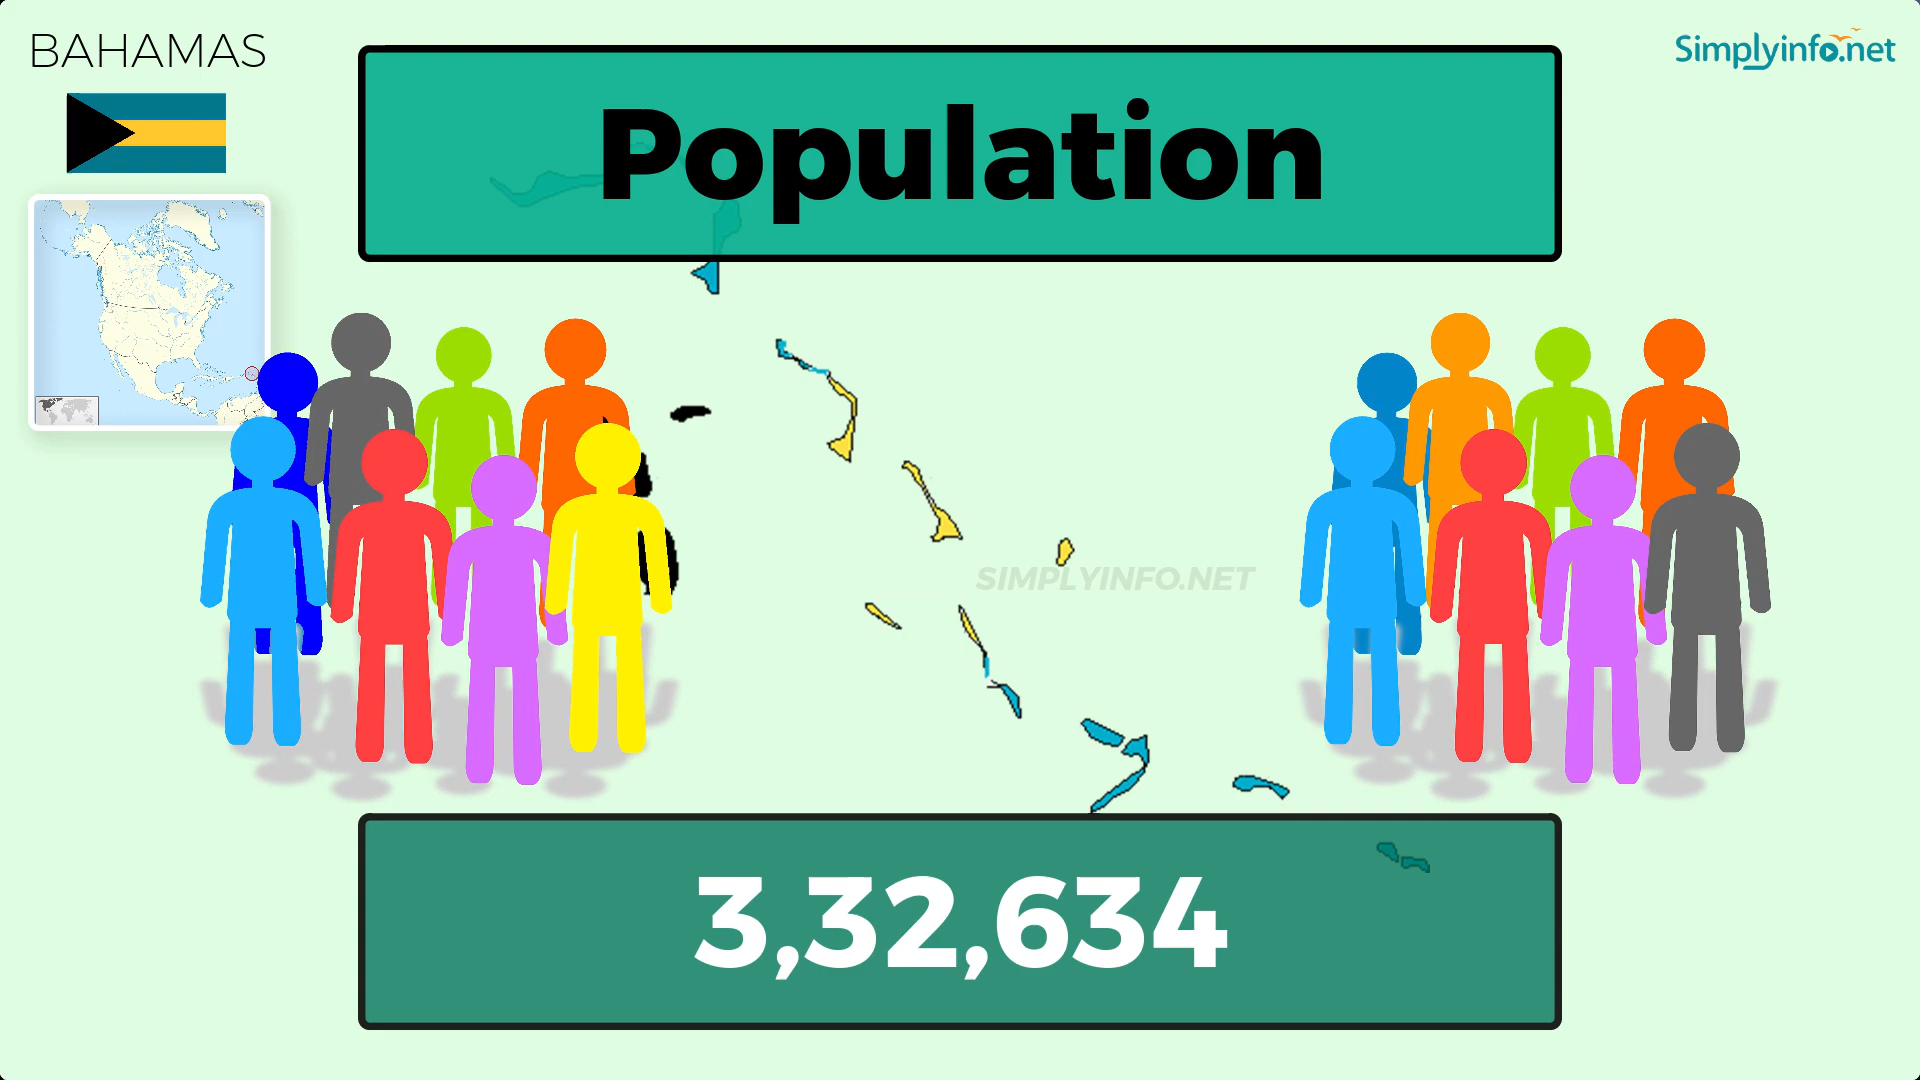 BAHAMAS
Simplyinfo.net
Population
SIMPLYINFO.NET
3,32,634